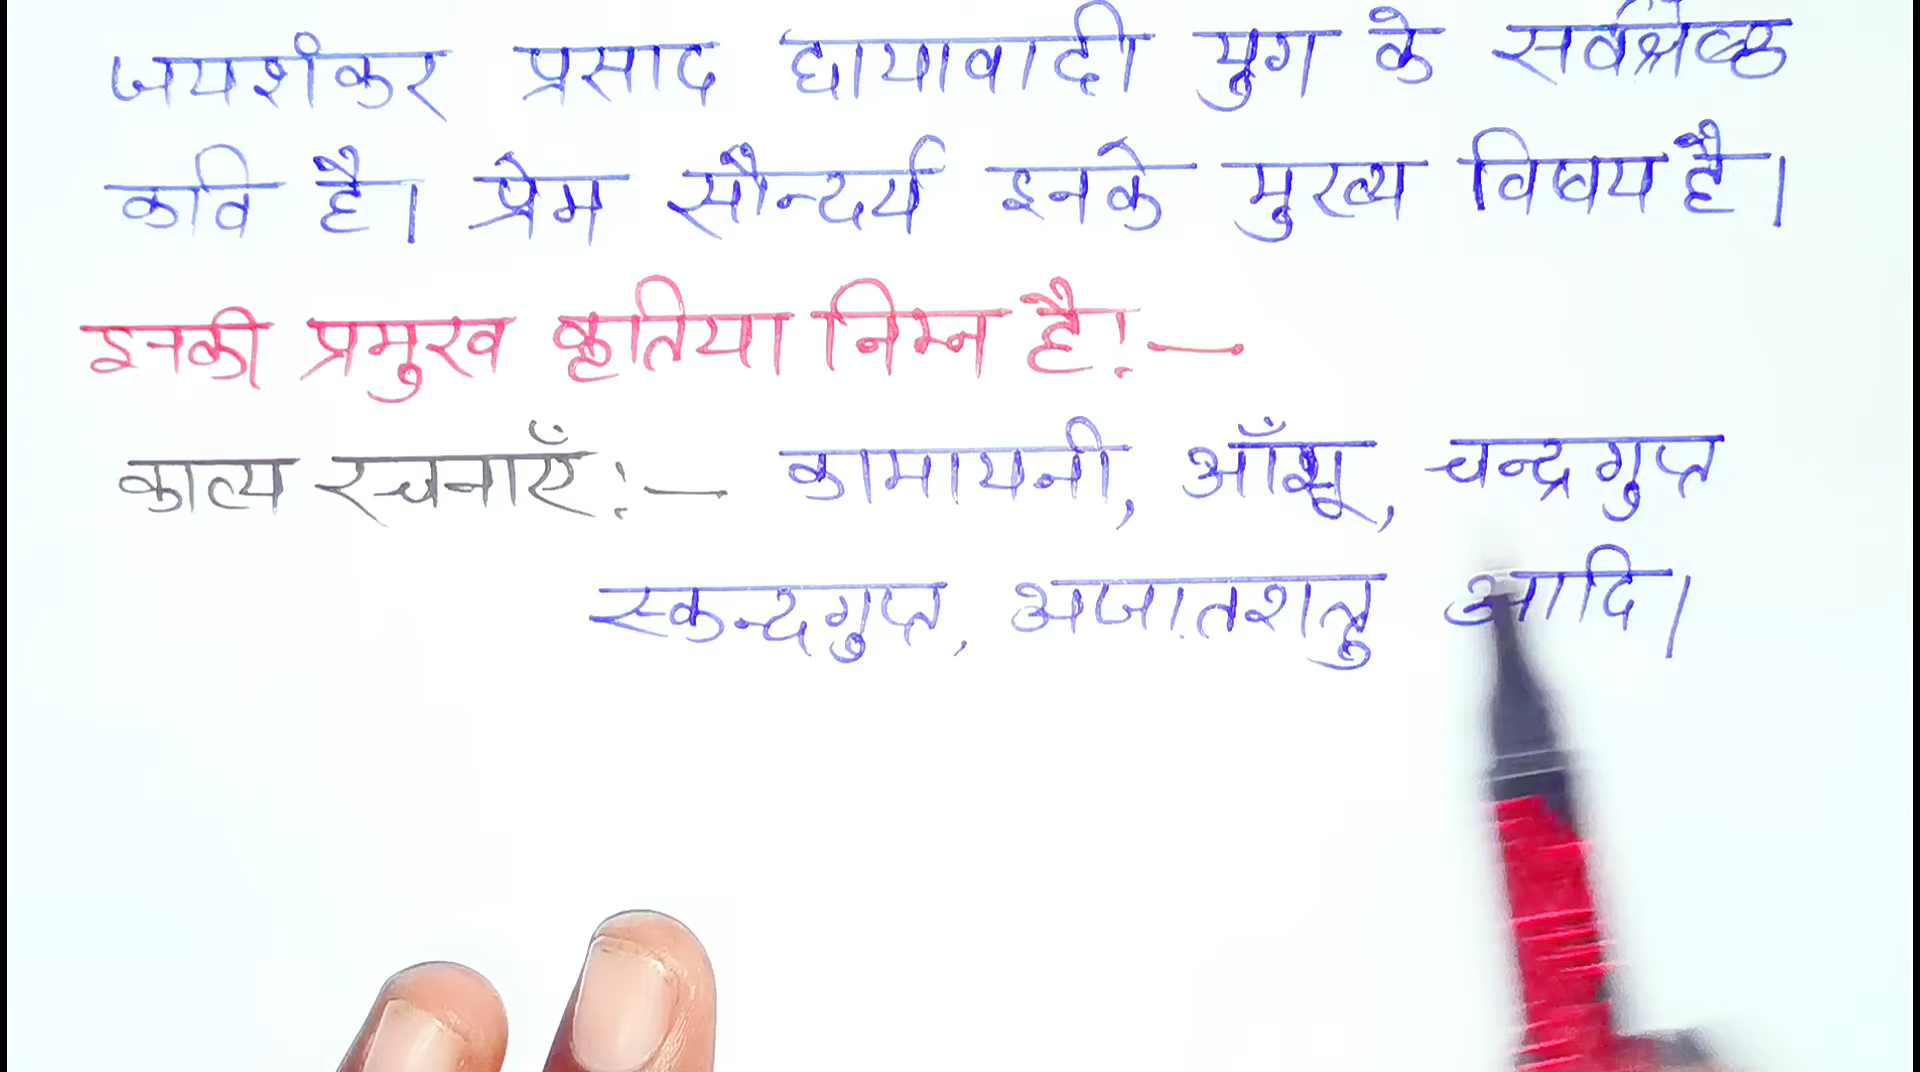 जयशंकर प्रसाद छायावादी युग के सर्वश्रेष्ठ
कवि है। प्रेम सौन्दर्य इनके मुख्य विषय है।
इनकी प्रमुख कृतिया निम्न है:-
काव्य रचनाएँ:- कामायनी, आँसू, चन्द्रगुप्त
स्कन्दगुप्त, अजातशत्रु आदि।